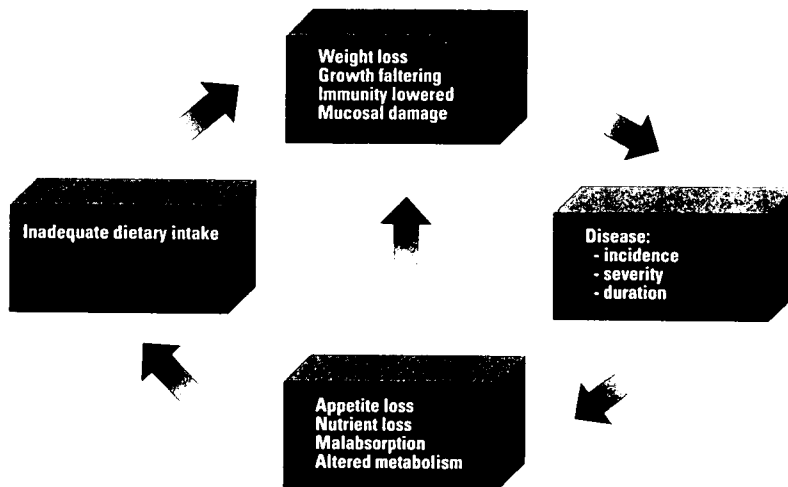 Weight loss
Growth faltering
Immunity lowered
Mucosal damage
Inadequate dietary intake
Disease:
- incidence
- severity
- duration
Appetite loss
Nutrient loss
Malabsorption
Altered metabolism